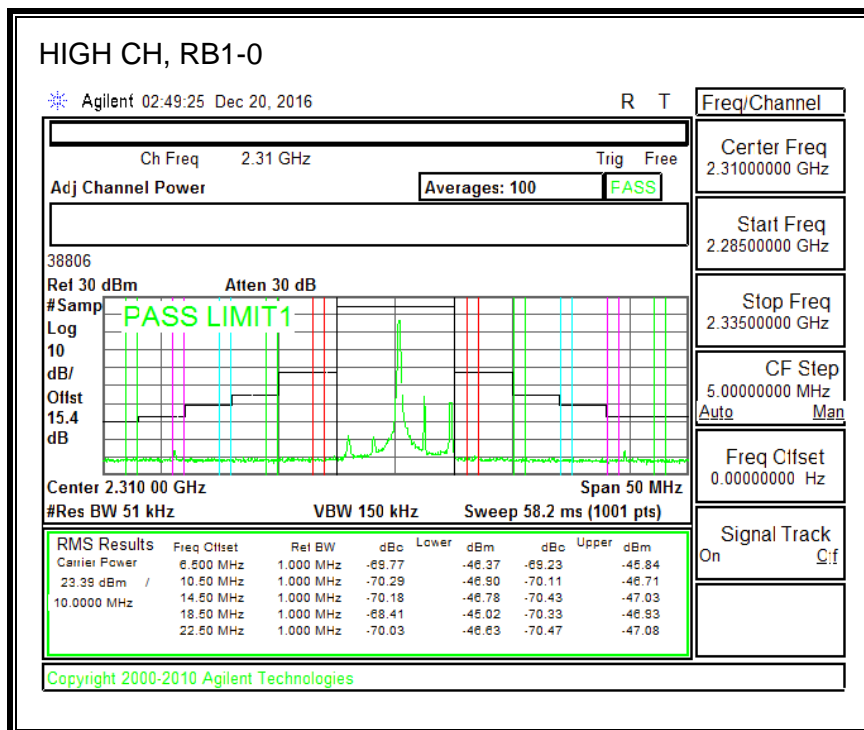 HIGH CH, RB1-0
Agilent 02:49:25 Dec 20, 2016 R T
Freq/Channel
Ch Freq 2.31 GHz Trig Free
Adj Channel Power Averages: 100 PASS
Center Freq
2.31000000 GHz
Start Freq
2.28500000 GHz
38806
Ref 30 dBm Atten 30 dB
#Samp
Log
10
dB/
Offst
15.4
dB
PASS LIMIT1
Stop Freq
2.33500000 GHz
CF Step
5.00000000 MHz
Auto Man
Freq Offset
0.00000000 Hz
Center 2.310 00 GHz Span 50 MHz
#Res BW 51 kHz VBW 150 kHz Sweep 58.2 ms (1001 pts)
Signal Track
On Off
RMS Results Freq Offset Ref BW dBc Lower dBm dBc Upper dBm
Carrier Power 6.500 MHz 1.000 MHz -69.77 -46.37 -69.23 -45.84
23.39 dBm / 10.50 MHz 1.000 MHz -70.29 -46.90 -70.11 -46.71
10.0000 MHz 14.50 MHz 1.000 MHz -70.18 -46.78 -70.43 -47.03
18.50 MHz 1.000 MHz -68.41 -45.02 -70.33 -46.93
22.50 MHz 1.000 MHz -70.03 -46.63 -70.47 -47.08
Copyright 2000-2010 Agilent Technologies